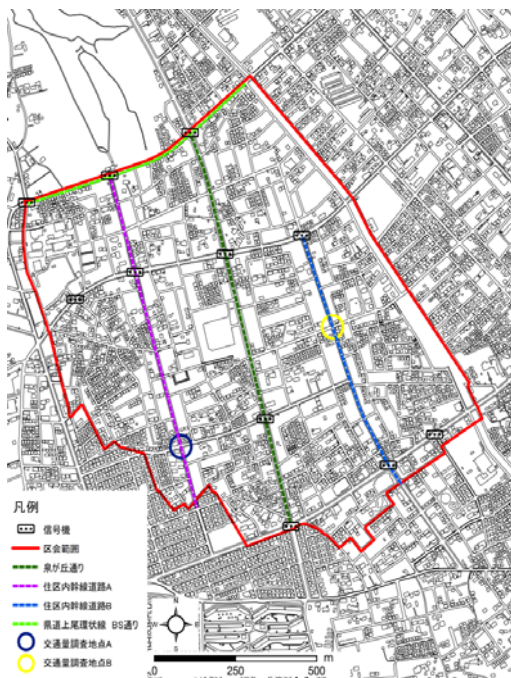 凡例
信号機
区会範囲
泉が丘通り
住区内幹線道路A
住区内幹線道路B
県道上尾環状線 BS通り
交通量調査地点A
交通量調査地点B
0 250 500
m